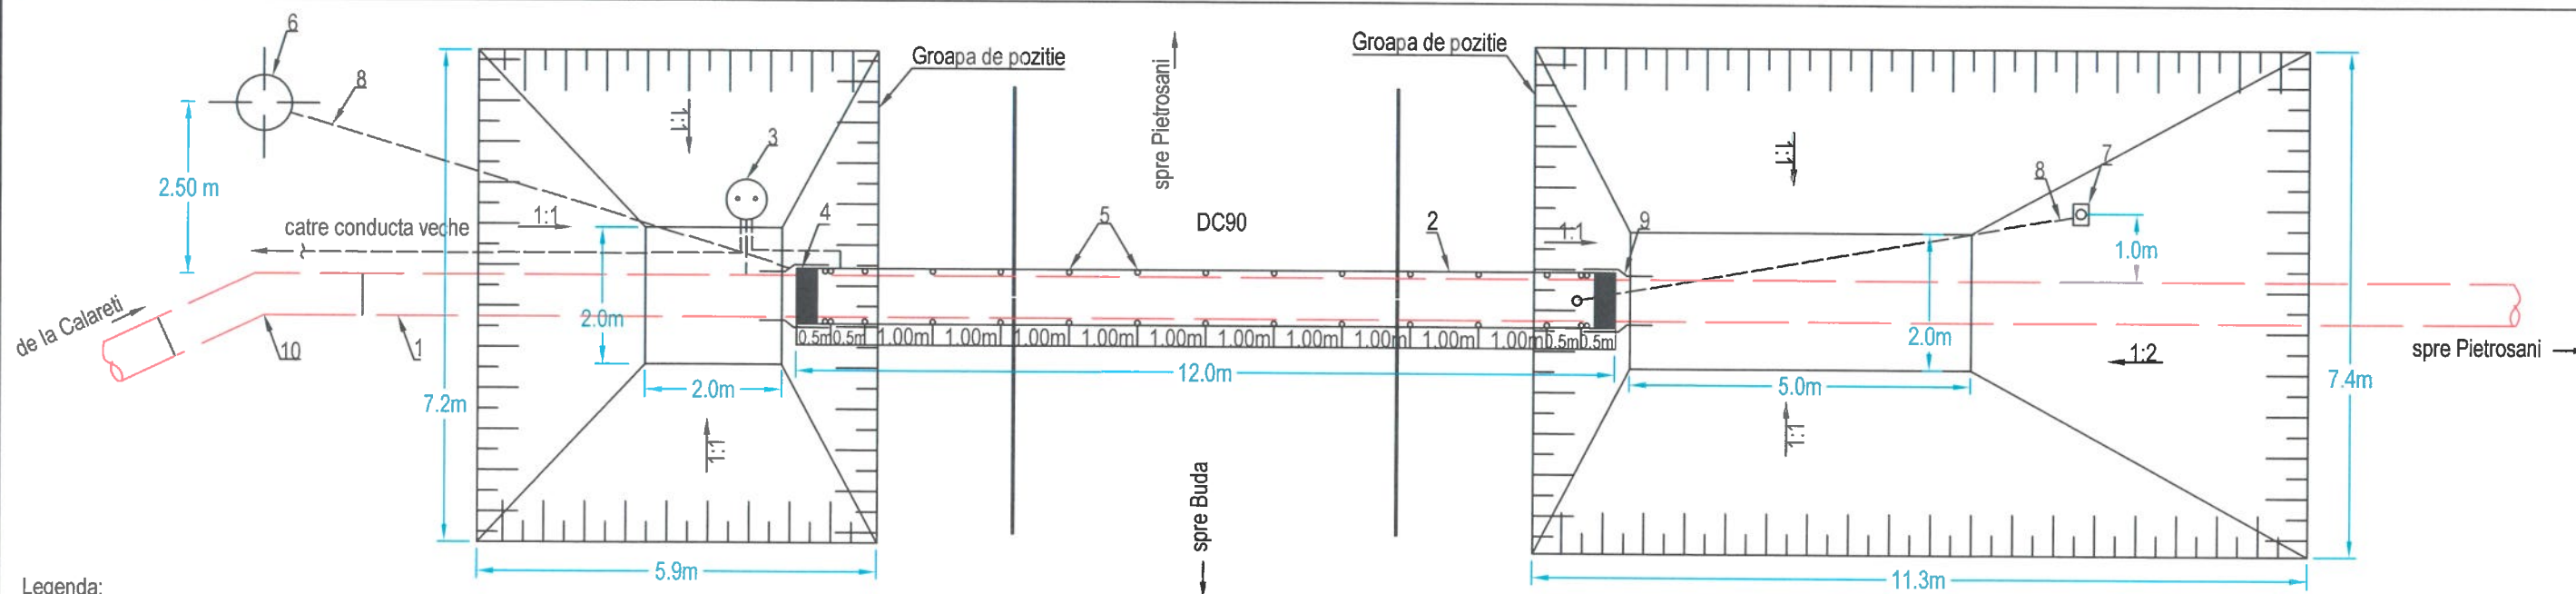 6
8
2.50 m
catre conducta veche
de la Calareti
10
1
7.2m
1:1
1:1
3
4
Groapa de pozitie
2.0m
2.0m
1:1
5.9m
spre Pietrosani
DC90
5
2
0.5m 0.5m 1.00m 1.00m 1.00m 1.00m 1.00m 1.00m 1.00m 1.00m 1.00m 1.00m 0.5m 0.5m
12.0m
spre Buda
Groapa de pozitie
1:1
1:1
9
8
7
1.0m
2.0m
5.0m
1:1
1:2
7.4m
11.3m
spre Pietrosani
Legenda: